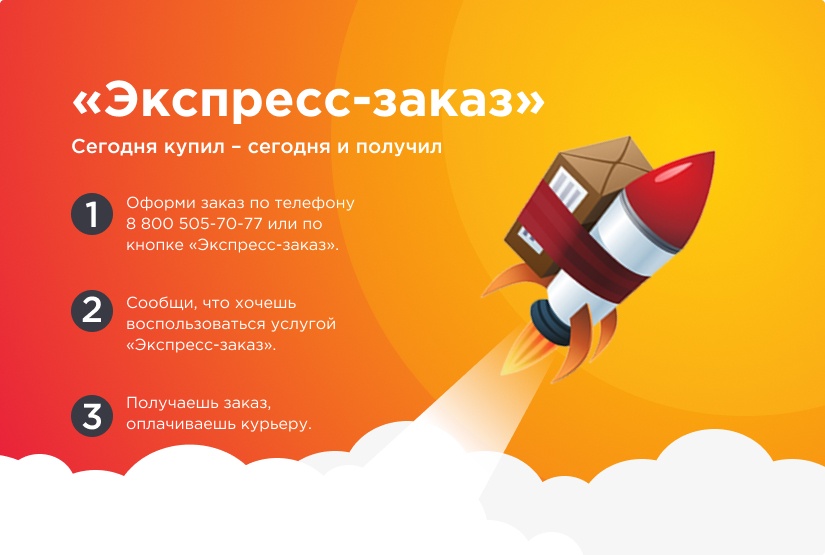 «Экспресс-заказ»
Сегодня купил – сегодня и получил
1
Оформи заказ по телефону
8 800 505-70-77 или по
кнопке «Экспресс-заказ».
2
Сообщи, что хочешь
воспользоваться услугой
«Экспресс-заказ».
3
Получаешь заказ,
оплачиваешь курьеру.